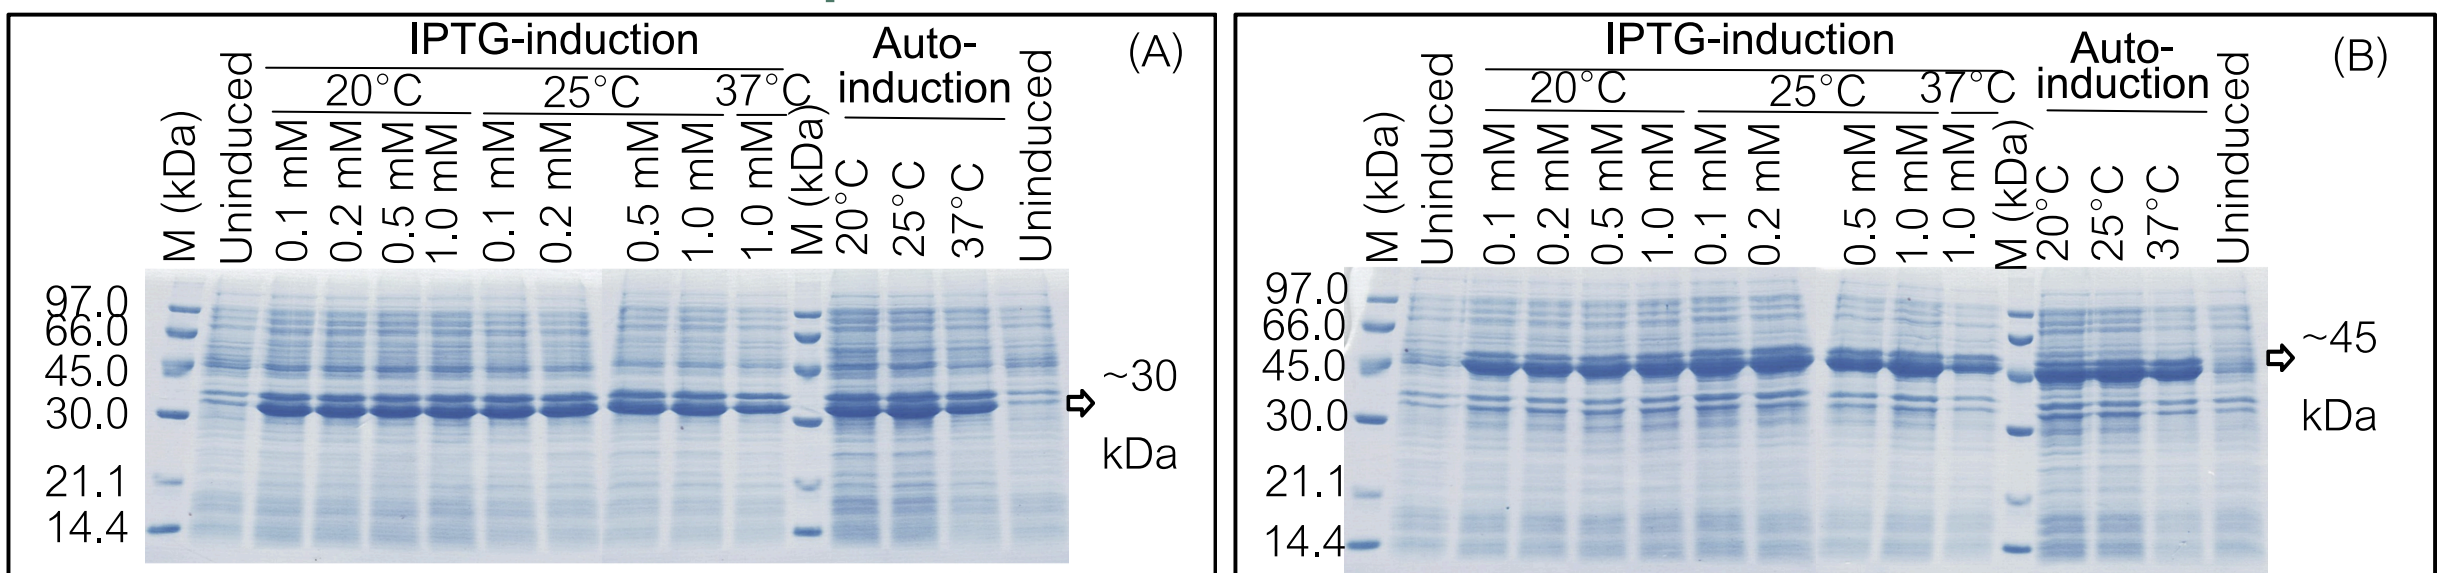 IPTG-induction
Auto-
induction
(A)
20°C
25°C
37°C
M (kDa)
Uninduced
0.1 mM
0.2 mM
0.5 mM
1.0 mM
0.1 mM
0.2 mM
0.5 mM
1.0 mM
1.0 mM
M (kDa)
20°C
25°C
37°C
Uninduced
97.0
66.0
45.0
30.0
21.1
14.4
~30
kDa
IPTG-induction
Auto-
induction
(B)
20°C
25°C
37°C
M (kDa)
Uninduced
0.1 mM
0.2 mM
0.5 mM
1.0 mM
0.1 mM
0.2 mM
0.5 mM
1.0 mM
1.0 mM
M (kDa)
20°C
25°C
37°C
Uninduced
97.0
66.0
45.0
30.0
21.1
14.4
~45
kDa